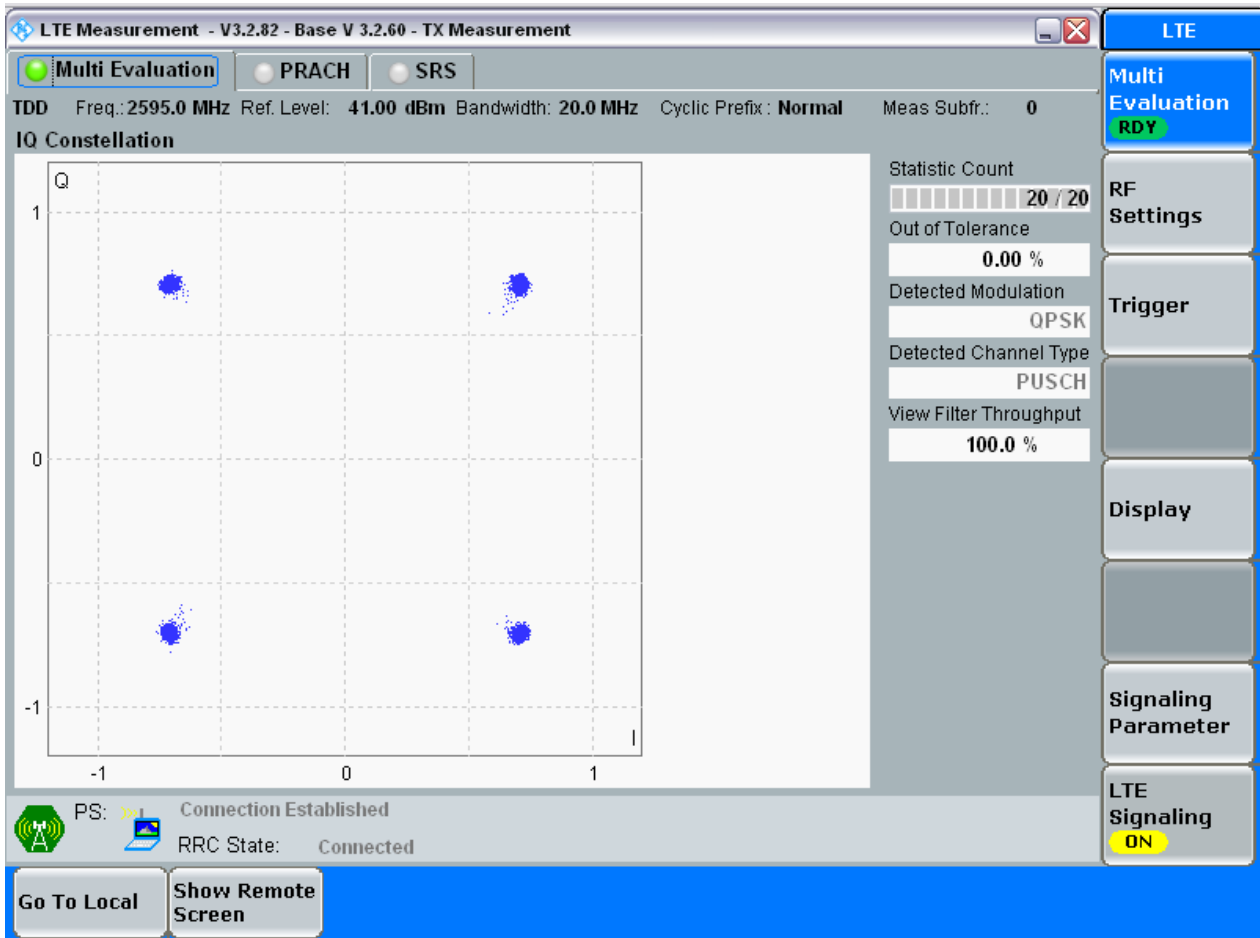 LTE Measurement - V3.2.82 - Base V 3.2.60 - TX Measurement
LTE
Multi Evaluation PRACH SRS
TDD Freq.: 2595.0 MHz Ref. Level: 41.00 dBm Bandwidth: 20.0 MHz Cyclic Prefix : Normal Meas Subfr.: 0
IQ Constellation
Q
1
0
-1
I
-1 0 1
Statistic Count
20 / 20
Out of Tolerance
0.00 %
Detected Modulation
QPSK
Detected Channel Type
PUSCH
View Filter Throughput
100.0 %
Multi
Evaluation
RDY
RF
Settings
Trigger
Display
Signaling
Parameter
LTE
Signaling
ON
PS: Connection Established
RRC State: Connected
Go To Local
Show Remote
Screen